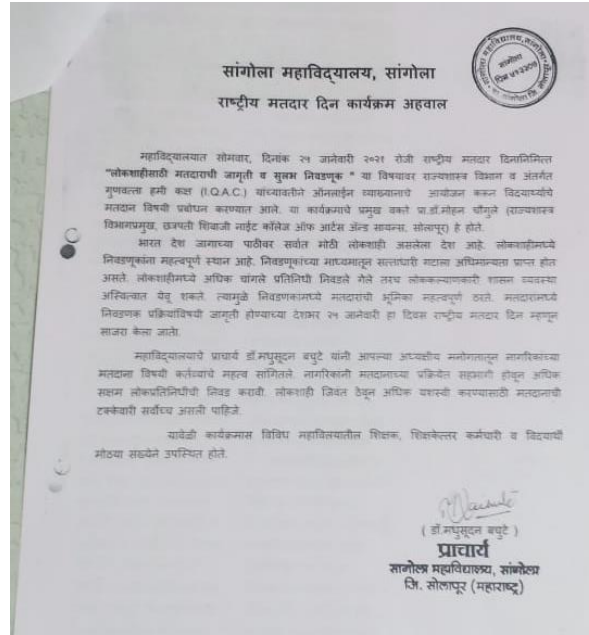 सांगोला महाविद्यालय, सांगोला
राष्ट्रीय मतदार दिन कार्यक्रम अहवाल
महाविद्यालयात सोमवार, दिनांक २५ जानेवारी २०२१ रोजी राष्ट्रीय मतदार दिनानिमित्त
"लोकशाहीसाठी मतदाराची जागृती व सुलभ निवडणूक " या विषयावर राज्यशास्त्र विभाग व अंतर्गत
गुणवत्ता हमी कक्ष (I.Q.A.C.) यांच्यावतीने ऑनलाईन व्याख्यानाचे आयोजन करून विद्यार्थ्यांचे
मतदान विषयी प्रबोधन करण्यात आले. या कार्यक्रमाचे प्रमुख वक्ते प्रा.डॉ.मोहन चौगुले (राज्यशास्त्र
विभागप्रमुख, छत्रपती शिवाजी नाईट कॉलेज ऑफ आर्टस अँन्ड सायन्स, सोलापूर) हे होते.
भारत देश जागाच्या पाठीवर सर्वात मोठी लोकशाही असलेला देश आहे. लोकशाहीमध्ये
निवडणूकांना महत्वपूर्ण स्थान आहे. निवडणूकांच्या माध्यमातून सत्ताधारी गटाला अधिमान्यता प्राप्त होत
असते. लोकशाहीमध्ये अधिक चांगले प्रतिनिधी निवडले गेले तरच लोककल्याणकारी शासन व्यवस्था
अस्तित्वात येवू शकते. त्यामुळे निवडणकांमध्ये मतदाराची भूमिका महत्वपूर्ण ठरते. मतदारामध्ये
निवडणक प्रक्रियेविषयी जागृती होण्याच्या देशभर २५ जानेवारी हा दिवस राष्ट्रीय मतदार दिन म्हणून
साजरा केला जातो.
महाविद्यालयाचे प्राचार्य डॉ.मधुसूदन बचुटे यांनी आपल्या अध्यक्षीय मनोगतातून नागरिकांच्या
मतदाना विषयी कर्तव्याचे महत्व सांगितले. नागरिकांनी मतदानाच्या प्रक्रियेत सहभागी होवून अधिक
सक्षम लोकप्रतिनिधीची निवड करावी. लोकशाही जिवंत ठेवून अधिक यशस्वी करण्यासाठी मतदानाची
टक्केवारी सर्वोच्च असली पाहिजे.
यावेळी कार्यक्रमास विविध महाविलयातील शिक्षक, शिक्षकेत्तर कर्मचारी व विदयार्थी
मोठया संख्येने उपस्थित होते.
( डॉ.मधुसूदन बचुटे )
प्राचार्य
सांगोला महाविद्यालय, सांगोला
जि. सोलापूर (महाराष्ट्र)